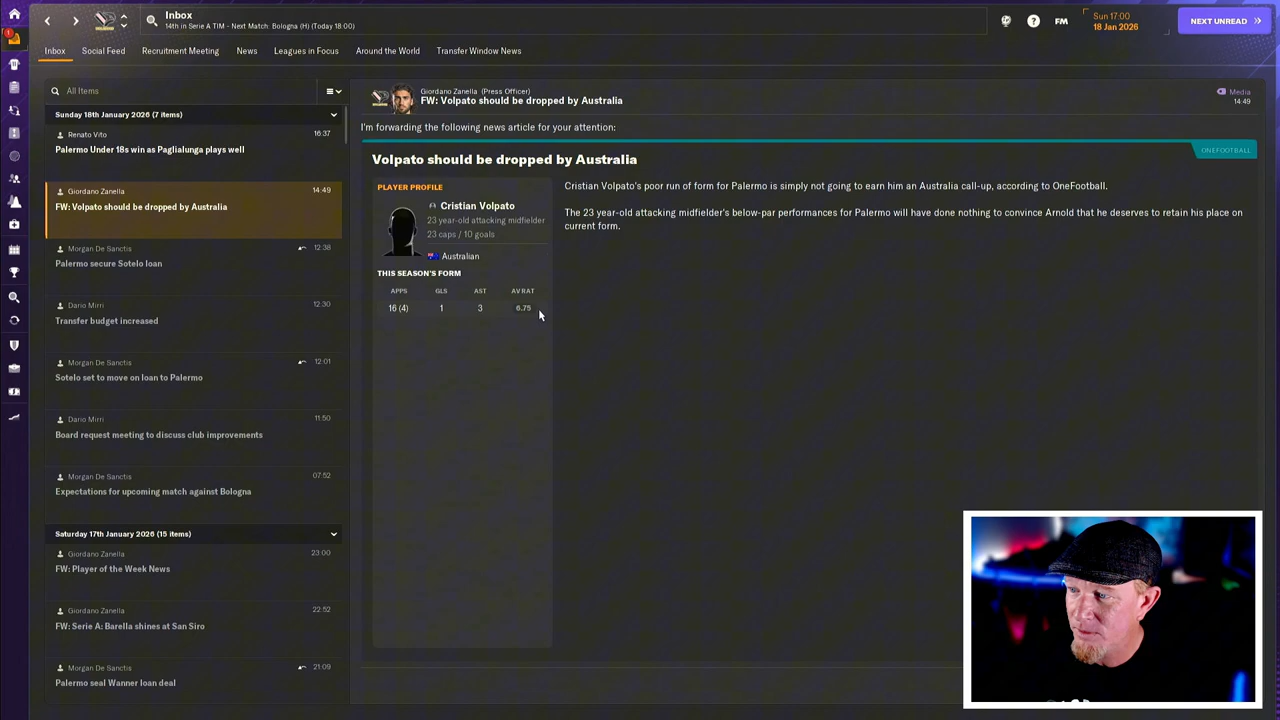 Inbox
14th in Serie A TIM - Next Match: Bologna (H) (Today 18:00)
FM
Sun 17:00
18 Jan 2026
NEXT UNREAD
1
Inbox
Social Feed
Recruitment Meeting
News
Leagues in Focus
Around the World
Transfer Window News
All Items
Sunday 18th January 2026 (7 items)
Renato Vito
16:37
Palermo Under 18s win as Paglialunga plays well
Giordano Zanella
14:49
FW: Volpato should be dropped by Australia
Morgan De Sanctis
12:38
Palermo secure Sotelo loan
Dario Mirri
12:30
Transfer budget increased
Morgan De Sanctis
12:01
Sotelo set to move on loan to Palermo
Dario Mirri
11:50
Board request meeting to discuss club improvements
Morgan De Sanctis
07:52
Expectations for upcoming match against Bologna
Saturday 17th January 2026 (15 items)
Giordano Zanella
23:00
FW: Player of the Week News
Giordano Zanella
22:52
FW: Serie A: Barella shines at San Siro
Morgan De Sanctis
21:09
Palermo seal Wanner loan deal
Giordano Zanella (Press Officer)
FW: Volpato should be dropped by Australia
Media
14:49
I'm forwarding the following news article for your attention:
ONEFOOTBALL
Volpato should be dropped by Australia
PLAYER PROFILE
Cristian Volpato
23 year-old attacking midfielder
23 caps / 10 goals
Australian
THIS SEASON'S FORM
APPS GLS AST AV RAT
16 (4) 1 3 6.75
Cristian Volpato's poor run of form for Palermo is simply not going to earn him an Australia call-up, according to OneFootball.
The 23 year-old attacking midfielder's below-par performances for Palermo will have done nothing to convince Arnold that he deserves to retain his place on
current form.